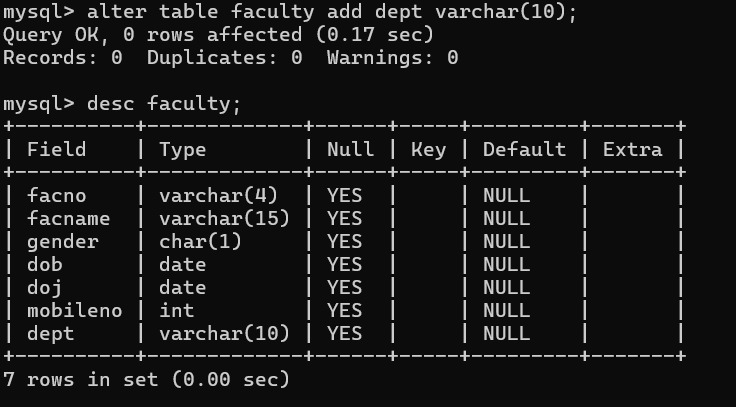 mysql> alter table faculty add dept varchar(10);
Query OK, 0 rows affected (0.17 sec)
Records: 0  Duplicates: 0  Warnings: 0

mysql> desc faculty;
+----------+-------------+------+-----+---------+-------+
| Field    | Type        | Null | Key | Default | Extra |
+----------+-------------+------+-----+---------+-------+
| facno    | varchar(4)  | YES  |     | NULL    |       |
| facname  | varchar(15) | YES  |     | NULL    |       |
| gender   | char(1)     | YES  |     | NULL    |       |
| dob      | date        | YES  |     | NULL    |       |
| doj      | date        | YES  |     | NULL    |       |
| mobileno | int         | YES  |     | NULL    |       |
| dept     | varchar(10) | YES  |     | NULL    |       |
+----------+-------------+------+-----+---------+-------+
7 rows in set (0.00 sec)